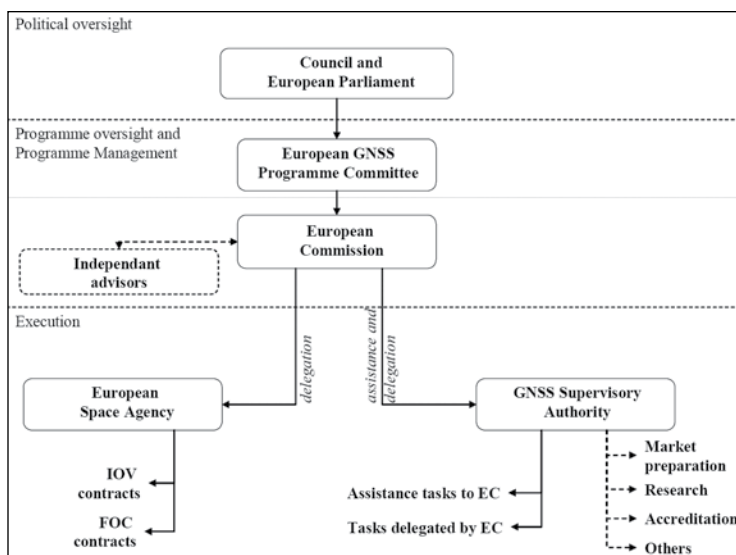 Political oversight
Council and
European Parliament
Programme oversight and
Programme Management
European GNSS
Programme Committee
European
Commission
Independant
advisors
Execution
delegation
assistance and
delegation
European
Space Agency
GNSS Supervisory
Authority
IOV
contracts
FOC
contracts
Assistance tasks to EC
Tasks delegated by EC
Market
preparation
Research
Accreditation
Others